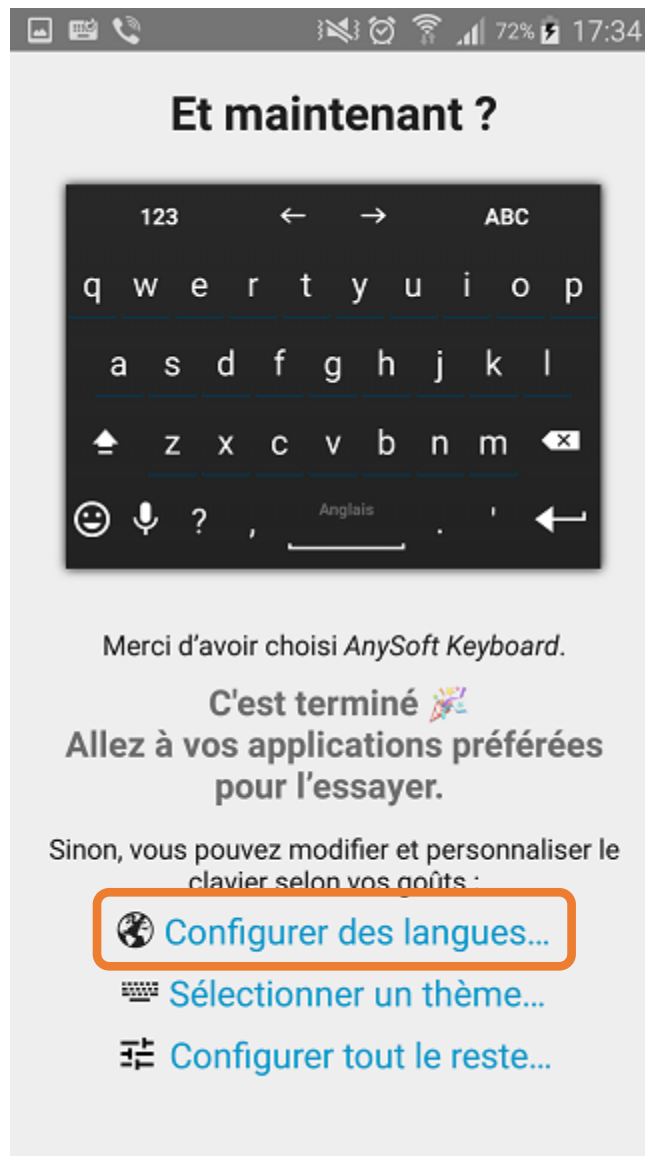 72% 17:34
Et maintenant ?
123 ← → ABC
q w e r t y u i o p
a s d f g h j k l
z x c v b n m
? , Anglais . '
Merci d’avoir choisi AnySoft Keyboard.
C'est terminé 🎉
Allez à vos applications préférées
pour l’essayer.
Sinon, vous pouvez modifier et personnaliser le
clavier selon vos goûts :
Configurer des langues...
Sélectionner un thème...
Configurer tout le reste...